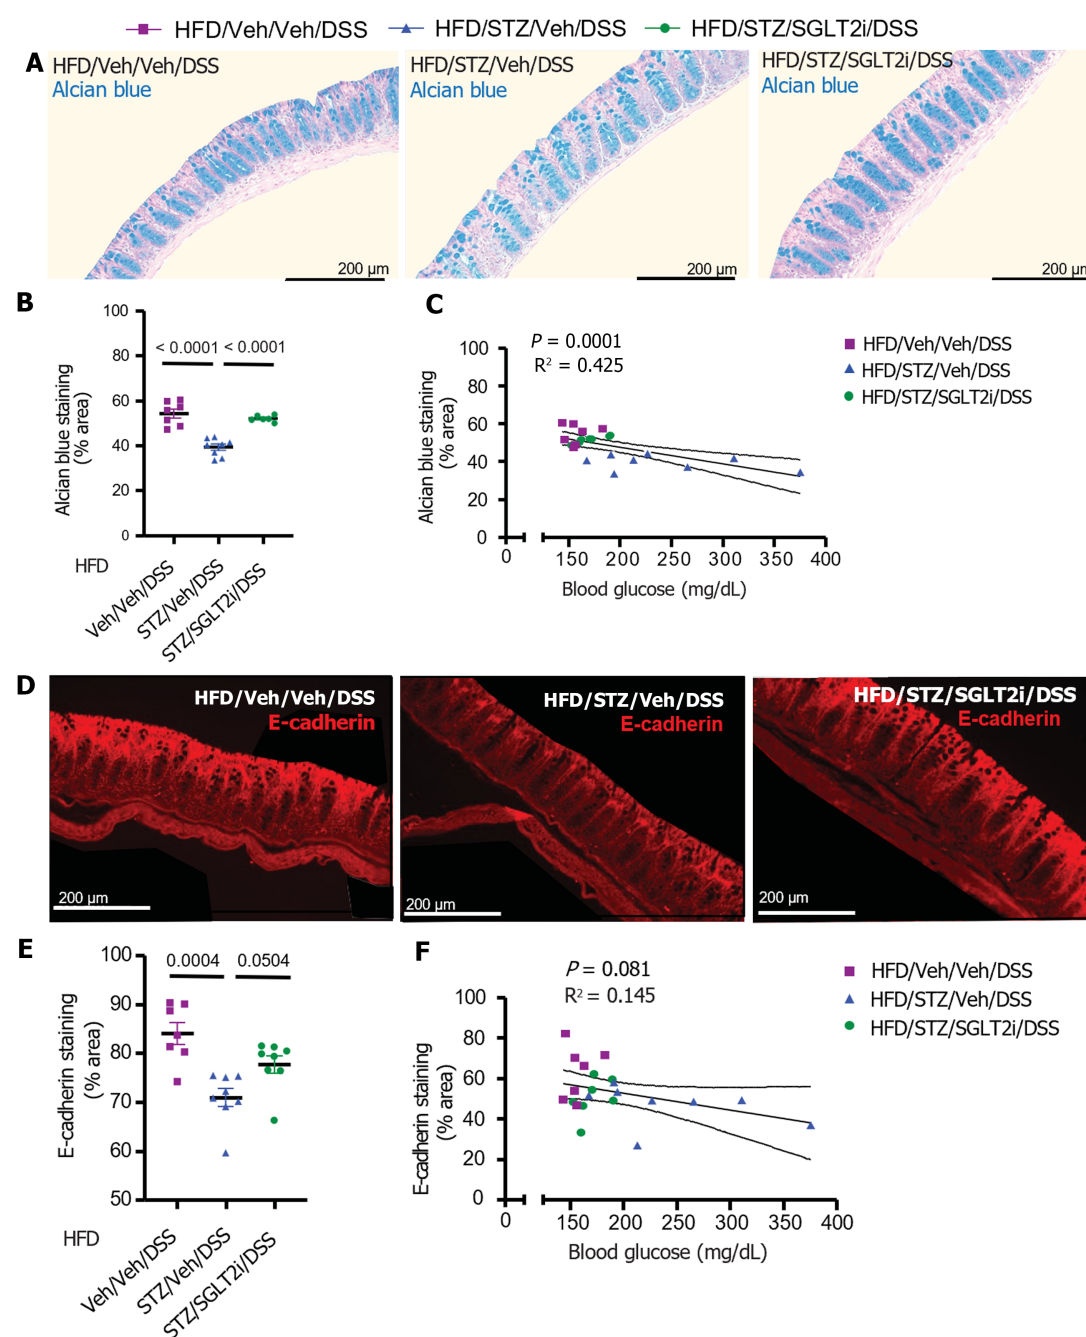 HFD/Veh/Veh/DSS HFD/STZ/Veh/DSS HFD/STZ/SGLT2i/DSS
A
HFD/Veh/Veh/DSS
Alcian blue
200 µm
HFD/STZ/Veh/DSS
Alcian blue
200 µm
HFD/STZ/SGLT2i/DSS
Alcian blue
200 µm
B
Alcian blue staining
(% area)
100
80
60
40
20
0
< 0.0001 < 0.0001
HFD
Veh/Veh/DSS
STZ/Veh/DSS
STZ/SGLT2i/DSS
C
P = 0.0001
R² = 0.425
Alcian blue staining
(% area)
100
80
60
40
20
0
0 150 200 250 300 350 400
Blood glucose (mg/dL)
HFD/Veh/Veh/DSS
HFD/STZ/Veh/DSS
HFD/STZ/SGLT2i/DSS
D
HFD/Veh/Veh/DSS
E-cadherin
200 µm
HFD/STZ/Veh/DSS
E-cadherin
200 µm
HFD/STZ/SGLT2i/DSS
E-cadherin
200 µm
E
E-cadherin staining
(% area)
100
90
80
70
60
50
0.0004 0.0504
HFD
Veh/Veh/DSS
STZ/Veh/DSS
STZ/SGLT2i/DSS
F
P = 0.081
R² = 0.145
E-cadherin staining
(% area)
100
80
60
40
20
0
0 150 200 250 300 350 400
Blood glucose (mg/dL)
HFD/Veh/Veh/DSS
HFD/STZ/Veh/DSS
HFD/STZ/SGLT2i/DSS